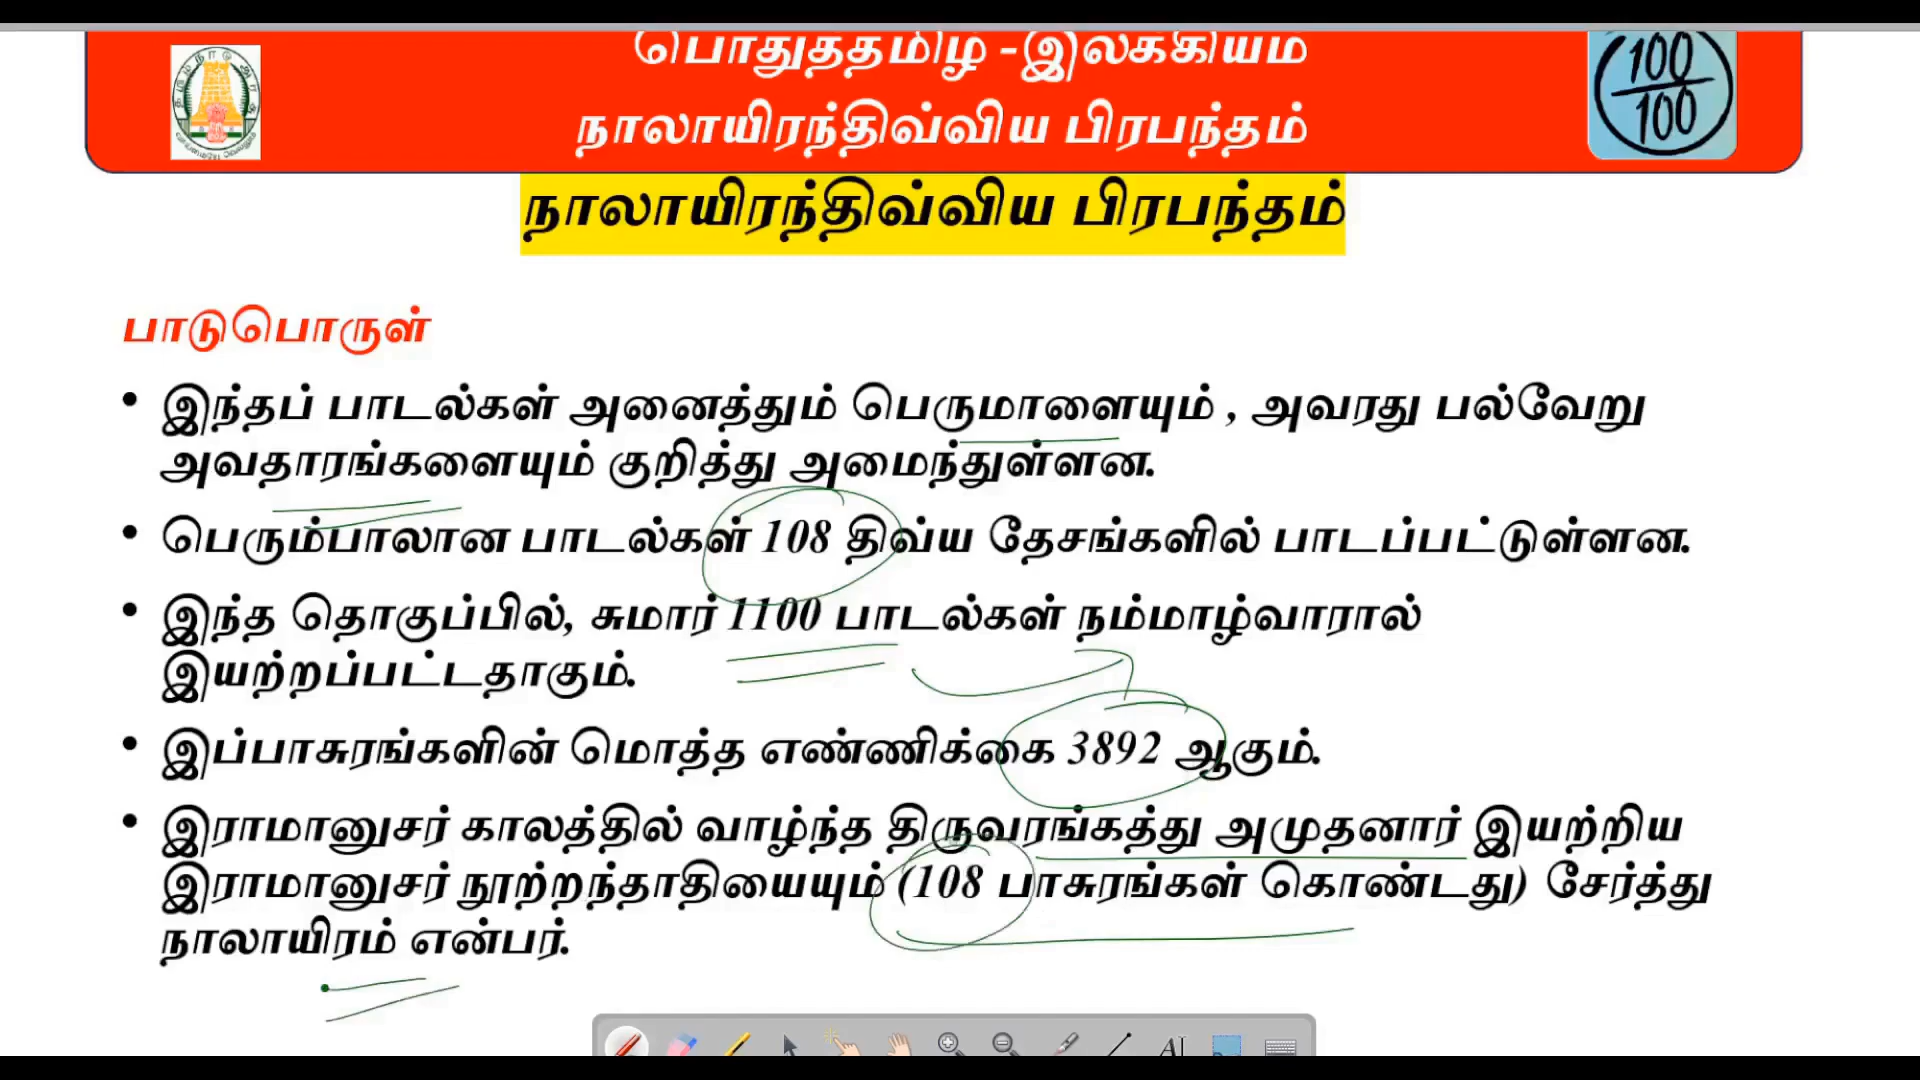 பொதுத்தமிழ் -இலக்கியம்
நாலாயிரந்திவ்விய பிரபந்தம்
100
100
நாலாயிரந்திவ்விய பிரபந்தம்
பாடுபொருள்
• இந்தப் பாடல்கள் அனைத்தும் பெருமாளையும் , அவரது பல்வேறு
அவதாரங்களையும் குறித்து அமைந்துள்ளன.
• பெரும்பாலான பாடல்கள் 108 திவ்ய தேசங்களில் பாடப்பட்டுள்ளன.
• இந்த தொகுப்பில், சுமார் 1100 பாடல்கள் நம்மாழ்வாரால்
இயற்றப்பட்டதாகும்.
• இப்பாசுரங்களின் மொத்த எண்ணிக்கை 3892 ஆகும்.
• இராமானுசர் காலத்தில் வாழ்ந்த திருவரங்கத்து அமுதனார் இயற்றிய
இராமானுசர் நூற்றந்தாதியையும் (108 பாசுரங்கள் கொண்டது) சேர்த்து
நாலாயிரம் என்பர்.